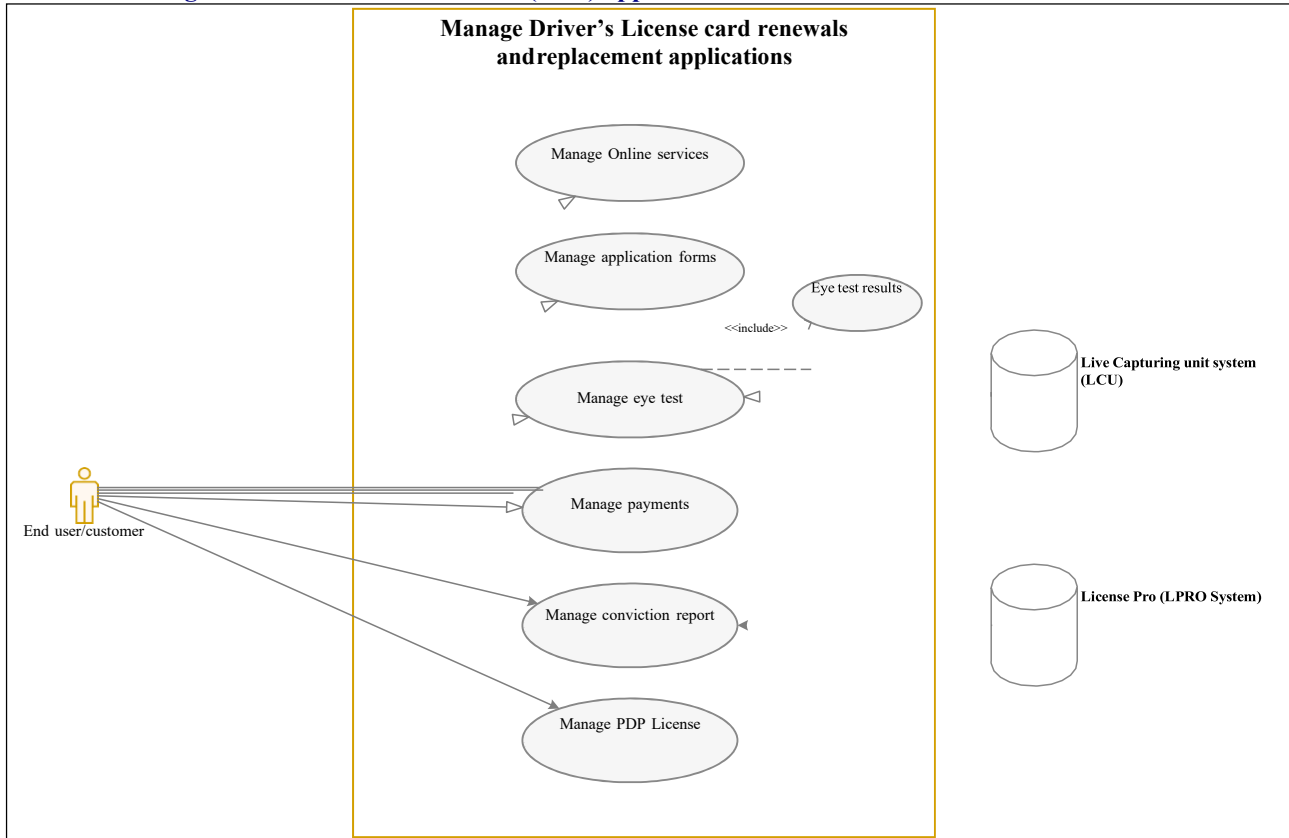 Manage Driver's License card renewals
andreplacement applications
Manage Online services
Manage application forms
Eye test results
<<include>>
Live Capturing unit system
(LCU)
Manage eye test
Manage payments
End user/customer
License Pro (LPRO System)
Manage conviction report
Manage PDP License